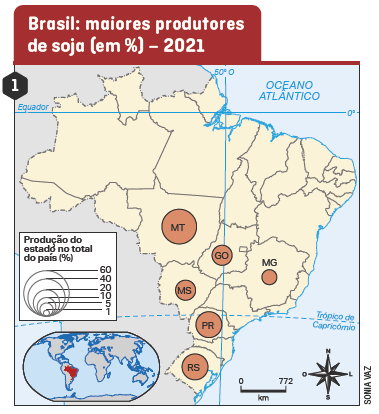 Brasil: maiores produtores
de soja (em %) – 2021
1
50° O
OCEANO
ATLÂNTICO
Equador
0°
MT
GO
MG
MS
PR
RS
Produção do
estado no total
do país (%)
60
40
20
10
5
1
Trópico de
Capricórnio
N
O
L
S
0
772
km
SONIA VAZ